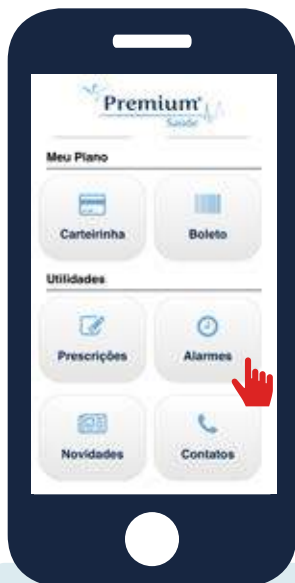 Premium
Saúde
Meu Plano
Carteirinha
Boleto
Utilidades
Prescrições
Alarmes
Novidades
Contatos